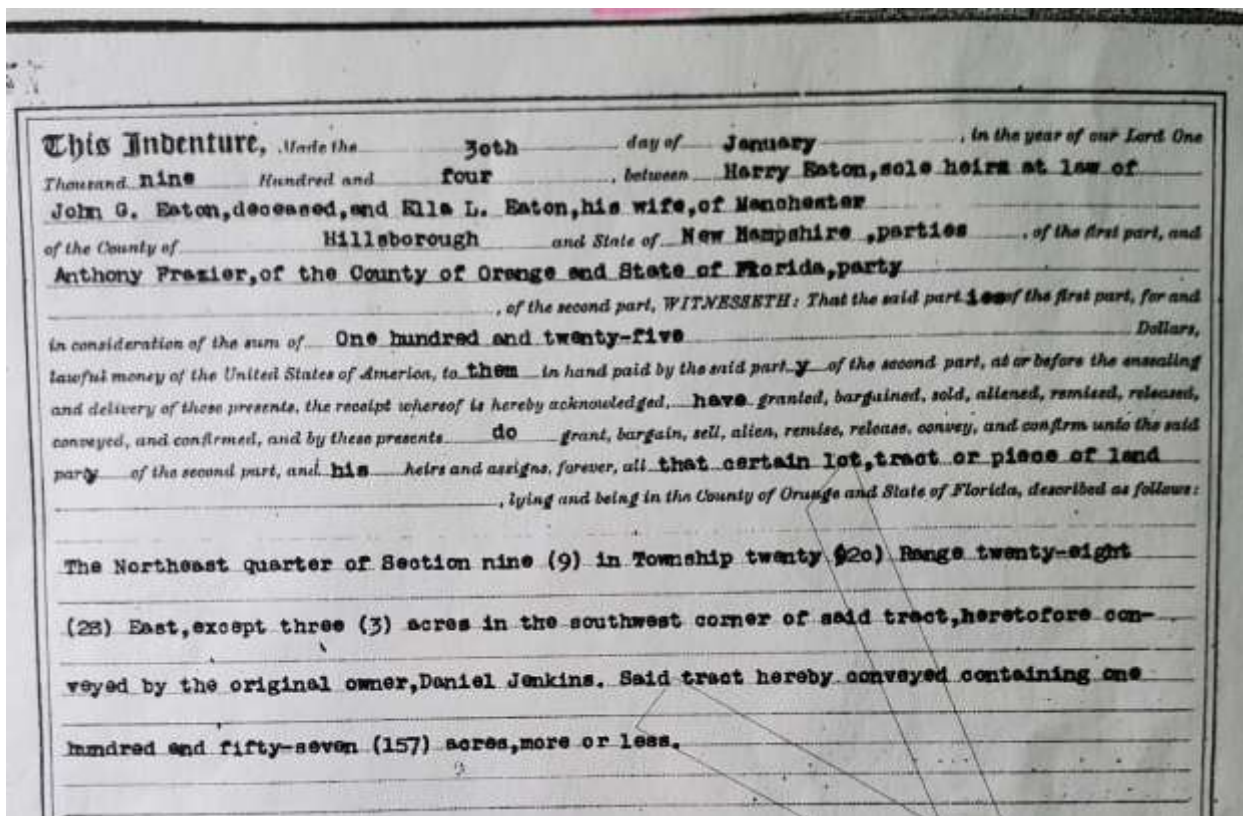 This Indenture, Made the 30th day of January, in the year of our Lord One
Thousand nine Hundred and four, between Harry Eaton,sole heirs at law of
John G. Eaton,deceased,and Ella L. Eaton,his wife,of Manchester
of the County of Hillsborough and State of New Hampshire ,parties, of the first part, and
Anthony Frazier,of the County of Orange and State of Florida,party
, of the second part, WITNESSETH: That the said parties of the first part, for and
in consideration of the sum of One hundred and twenty-five Dollars,
lawful money of the United States of America, to them in hand paid by the said party of the second part, at or before the ensealing
and delivery of these presents, the receipt whereof is hereby acknowledged, have granted, bargained, sold, aliened, remised, released,
conveyed, and confirmed, and by these presents do grant, bargain, sell, alien, remise, release, convey, and confirm unto the said
party of the second part, and his heirs and assigns, forever, all that certain lot,tract or piece of land
, lying and being in the County of Orange and State of Florida, described as follows:
The Northeast quarter of Section nine (9) in Township twenty (20) Range twenty-eight
(28) East,except three (3) acres in the southwest corner of said tract,heretofore con-
veyed by the original owner,Daniel Jenkins. Said tract hereby conveyed containing one
hundred and fifty-seven (157) acres,more or less.